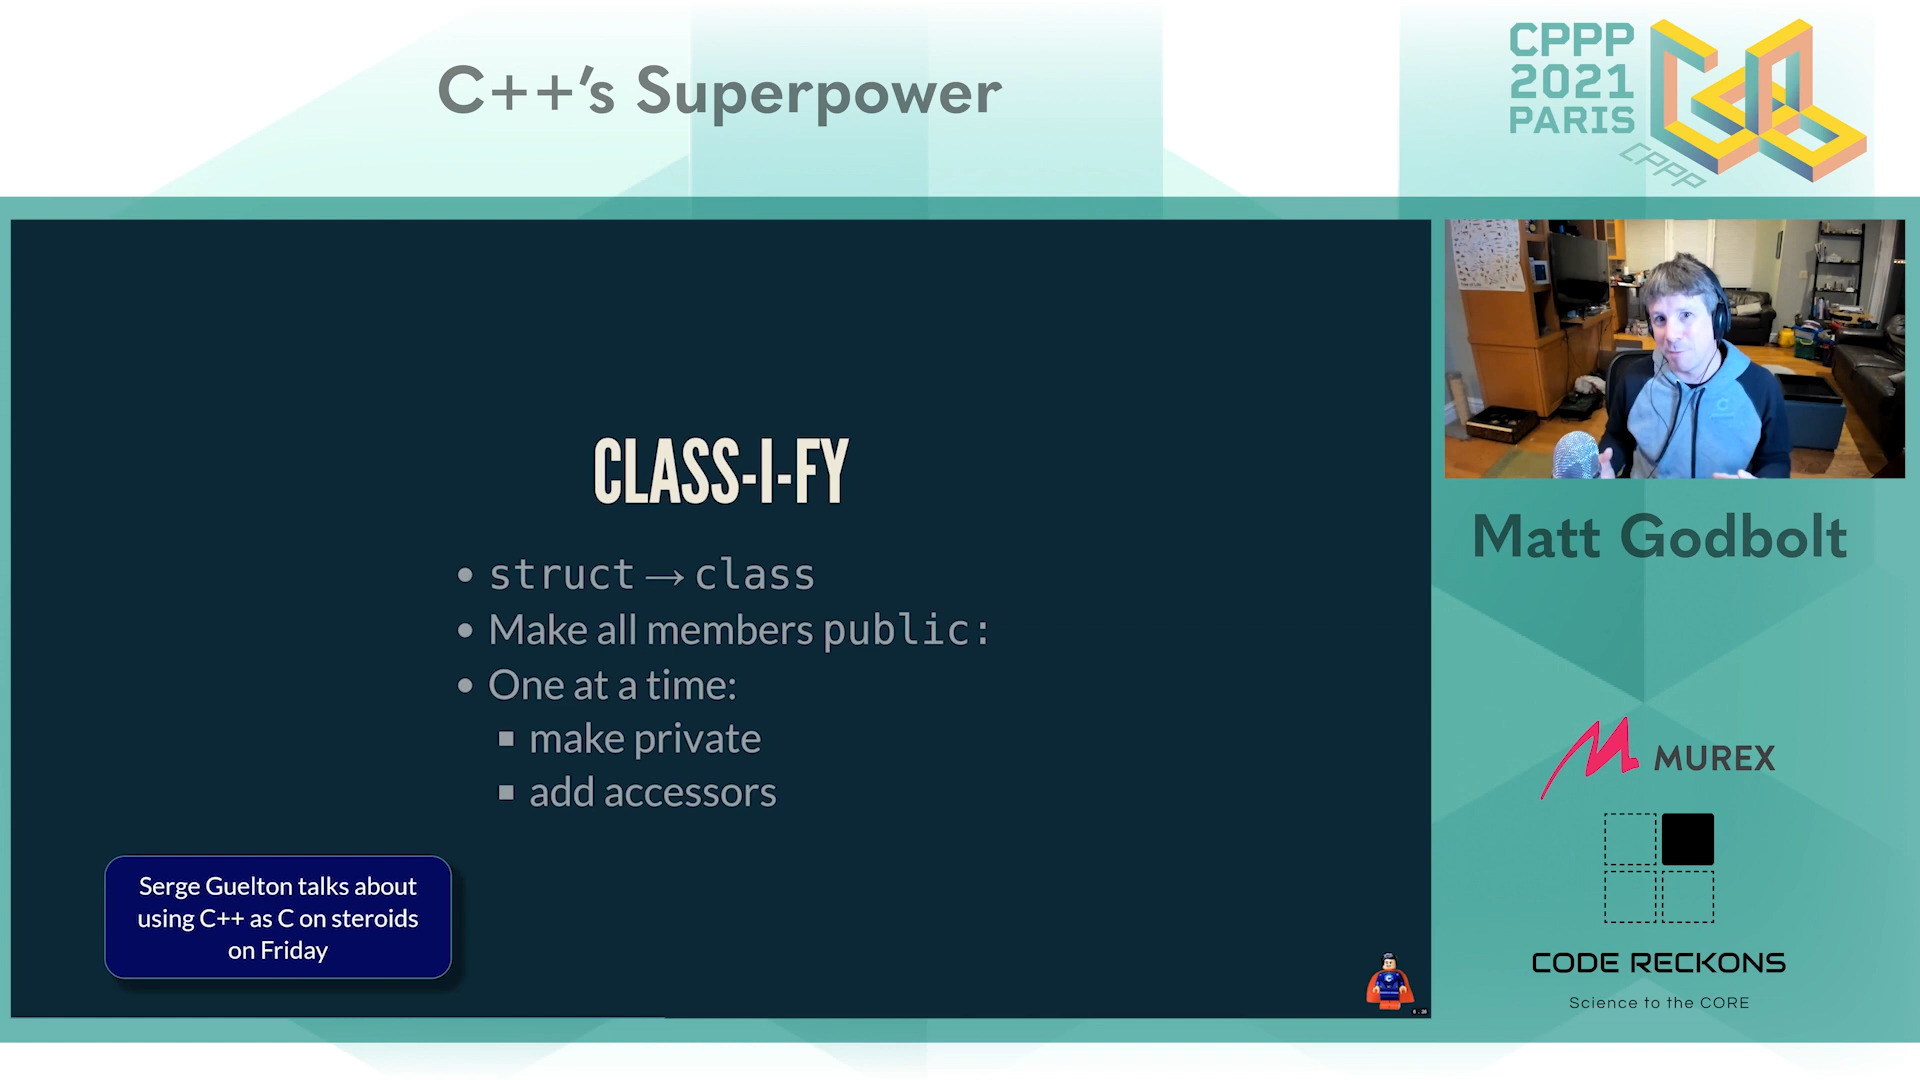 C++’s Superpower
CPPP
2021
PARIS
CPPP
CLASS-I-FY
• struct → class
• Make all members public:
• One at a time:
▪ make private
▪ add accessors
Serge Guelton talks about
using C++ as C on steroids
on Friday
Matt Godbolt
MUREX
CODE RECKONS
Science to the CORE